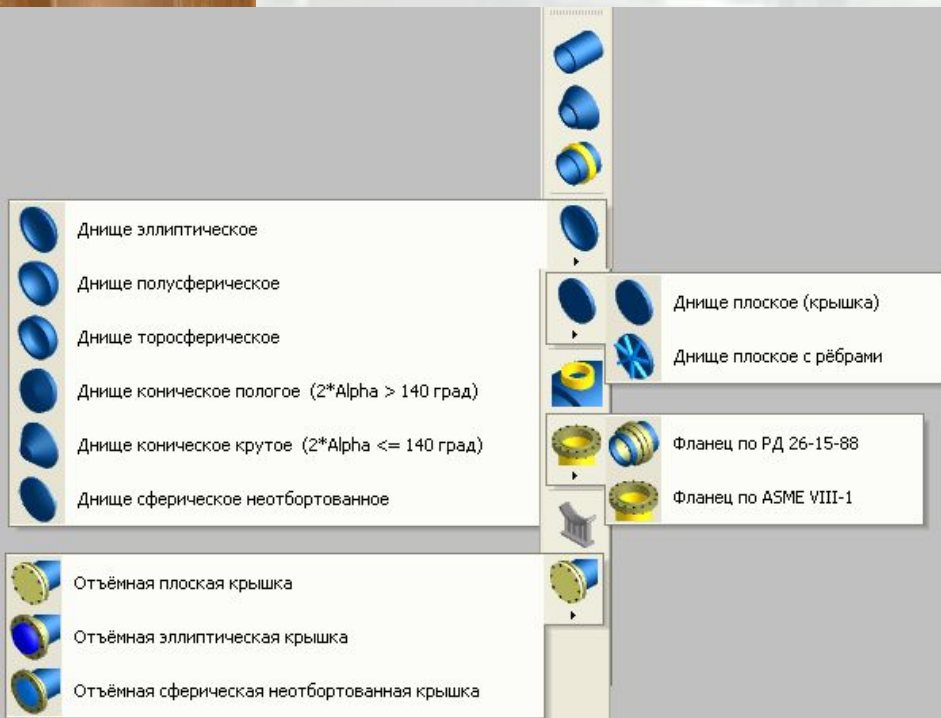 Днище эллиптическое
Днище полусферическое
Днище торосферическое
Днище коническое пологое (2*Alpha > 140 град)
Днище коническое крутое (2*Alpha <= 140 град)
Днище сферическое неотбортованное
Днище плоское (крышка)
Днище плоское с рёбрами
Фланец по РД 26-15-88
Фланец по ASME VIII-1
Отъёмная плоская крышка
Отъёмная эллиптическая крышка
Отъёмная сферическая неотбортованная крышка